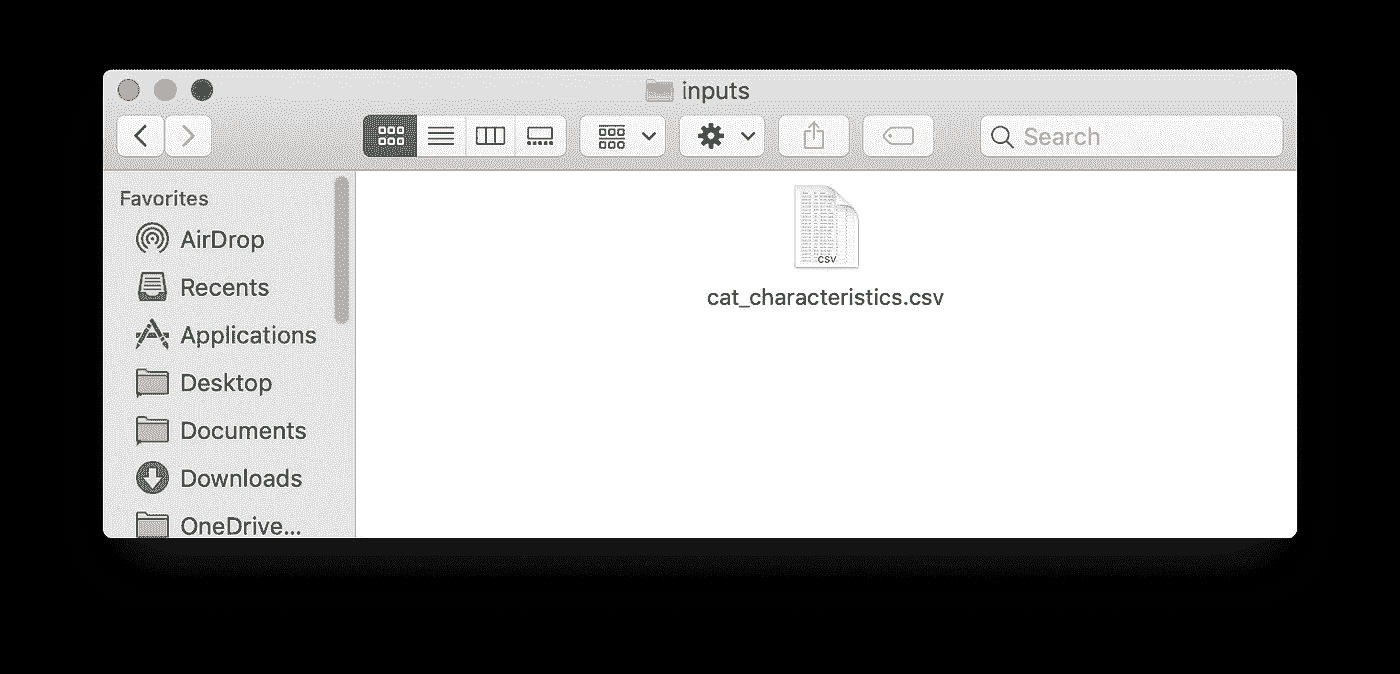 inputs
Search
Favorites
AirDrop
Recents
Applications
Desktop
Documents
Downloads
OneDrive...
CSV
cat_characteristics.csv